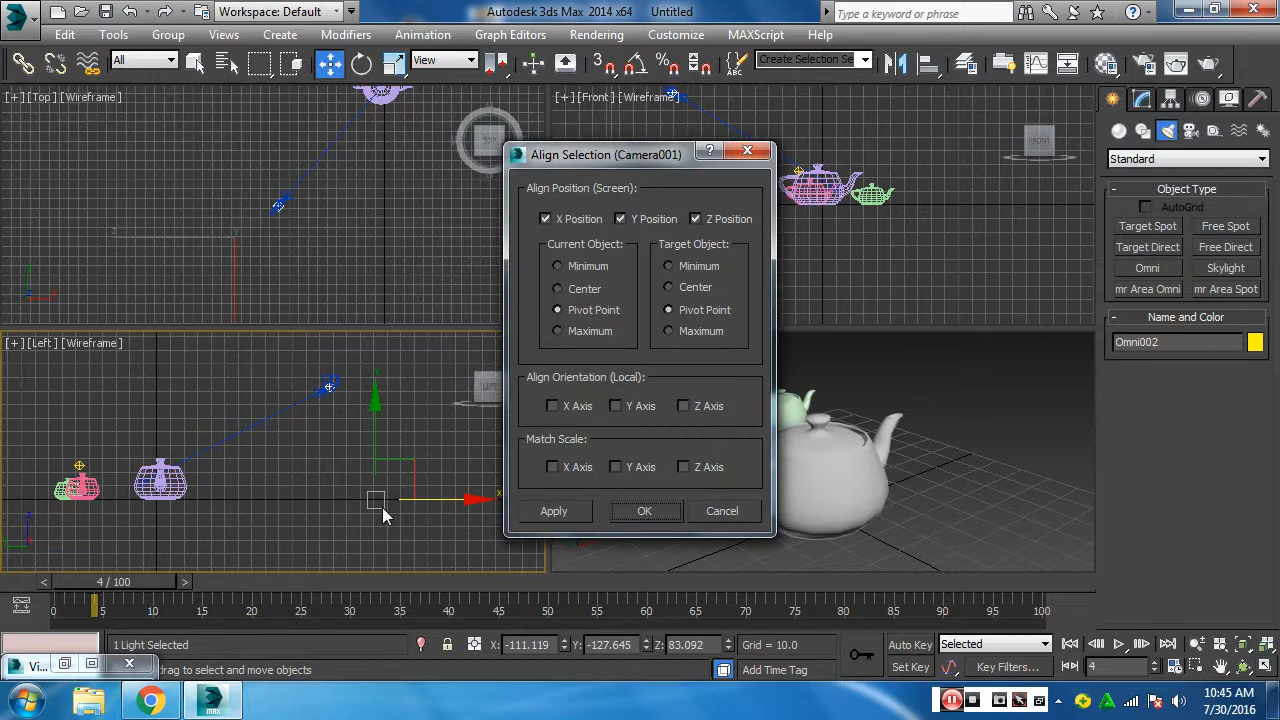 Workspace: Default
Autodesk 3ds Max 2014 x64
Untitled
Type a keyword or phrase
Edit
Tools
Group
Views
Create
Modifiers
Animation
Graph Editors
Rendering
Customize
MAXScript
Help
All
View
3
Create Selection Se
[+] [Top] [Wireframe]
TOP
[+] [Front] [Wireframe]
FRONT
Standard
Object Type
AutoGrid
Target Spot
Free Spot
Target Direct
Free Direct
Omni
Skylight
mr Area Omni
mr Area Spot
Name and Color
Omni002
Align Selection (Camera001)
Align Position (Screen):
X Position
Y Position
Z Position
Current Object:
Target Object:
Minimum
Minimum
Center
Center
Pivot Point
Pivot Point
Maximum
Maximum
Align Orientation (Local):
X Axis
Y Axis
Z Axis
Match Scale:
X Axis
Y Axis
Z Axis
Apply
OK
Cancel
[+] [Left] [Wireframe]
LEFT
4 / 100
0 5 10 15 20 25 30 35 40 45 50 55 60 65 70 75 80 85 90 95 100
1 Light Selected
X: -111.119
Y: -127.645
Z: 83.092
Grid = 10.0
Auto Key
Selected
Vi...
drag to select and move objects
Add Time Tag
Set Key
Key Filters...
4
MAX
10:45 AM
7/30/2016